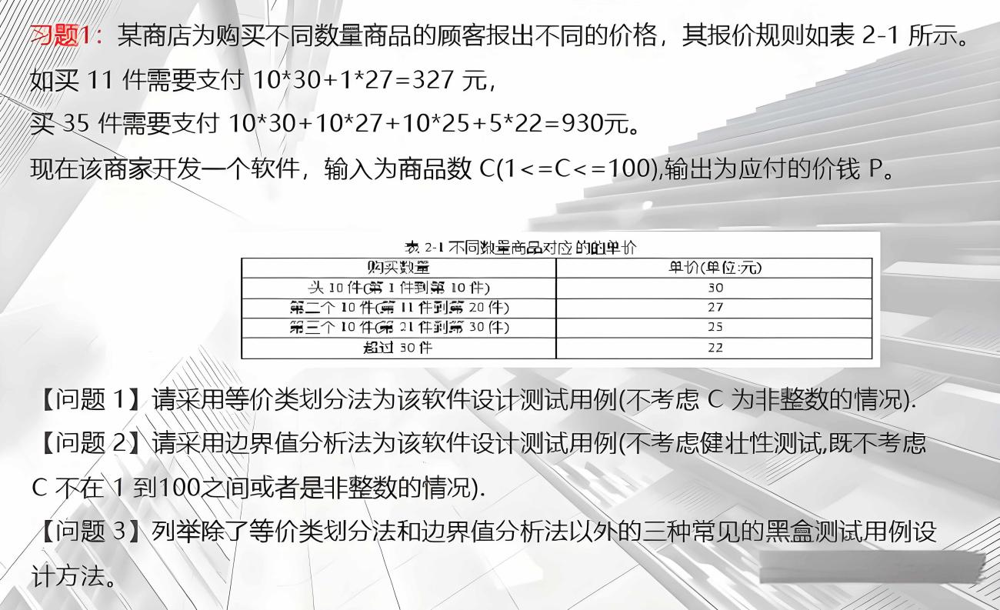 习题1：某商店为购买不同数量商品的顾客报出不同的价格，其报价规则如表 2-1 所示。
如买 11 件需要支付 10*30+1*27=327 元，
买 35 件需要支付 10*30+10*27+10*25+5*22=930元。
现在该商家开发一个软件，输入为商品数 C(1<=C<=100),输出为应付的价钱 P。
表 2-1 不同数量商品对应的的单价
购买数量 单价(单位:元)
头 10 件(第 1 件到第 10 件) 30
第二个 10 件(第 11 件到第 20 件) 27
第三个 10 件(第 21 件到第 30 件) 25
超过 30 件 22
【问题 1】请采用等价类划分法为该软件设计测试用例(不考虑 C 为非整数的情况).
【问题 2】请采用边界值分析法为该软件设计测试用例(不考虑健壮性测试,既不考虑
C 不在 1 到100之间或者是非整数的情况).
【问题 3】列举除了等价类划分法和边界值分析法以外的三种常见的黑盒测试用例设
计方法。